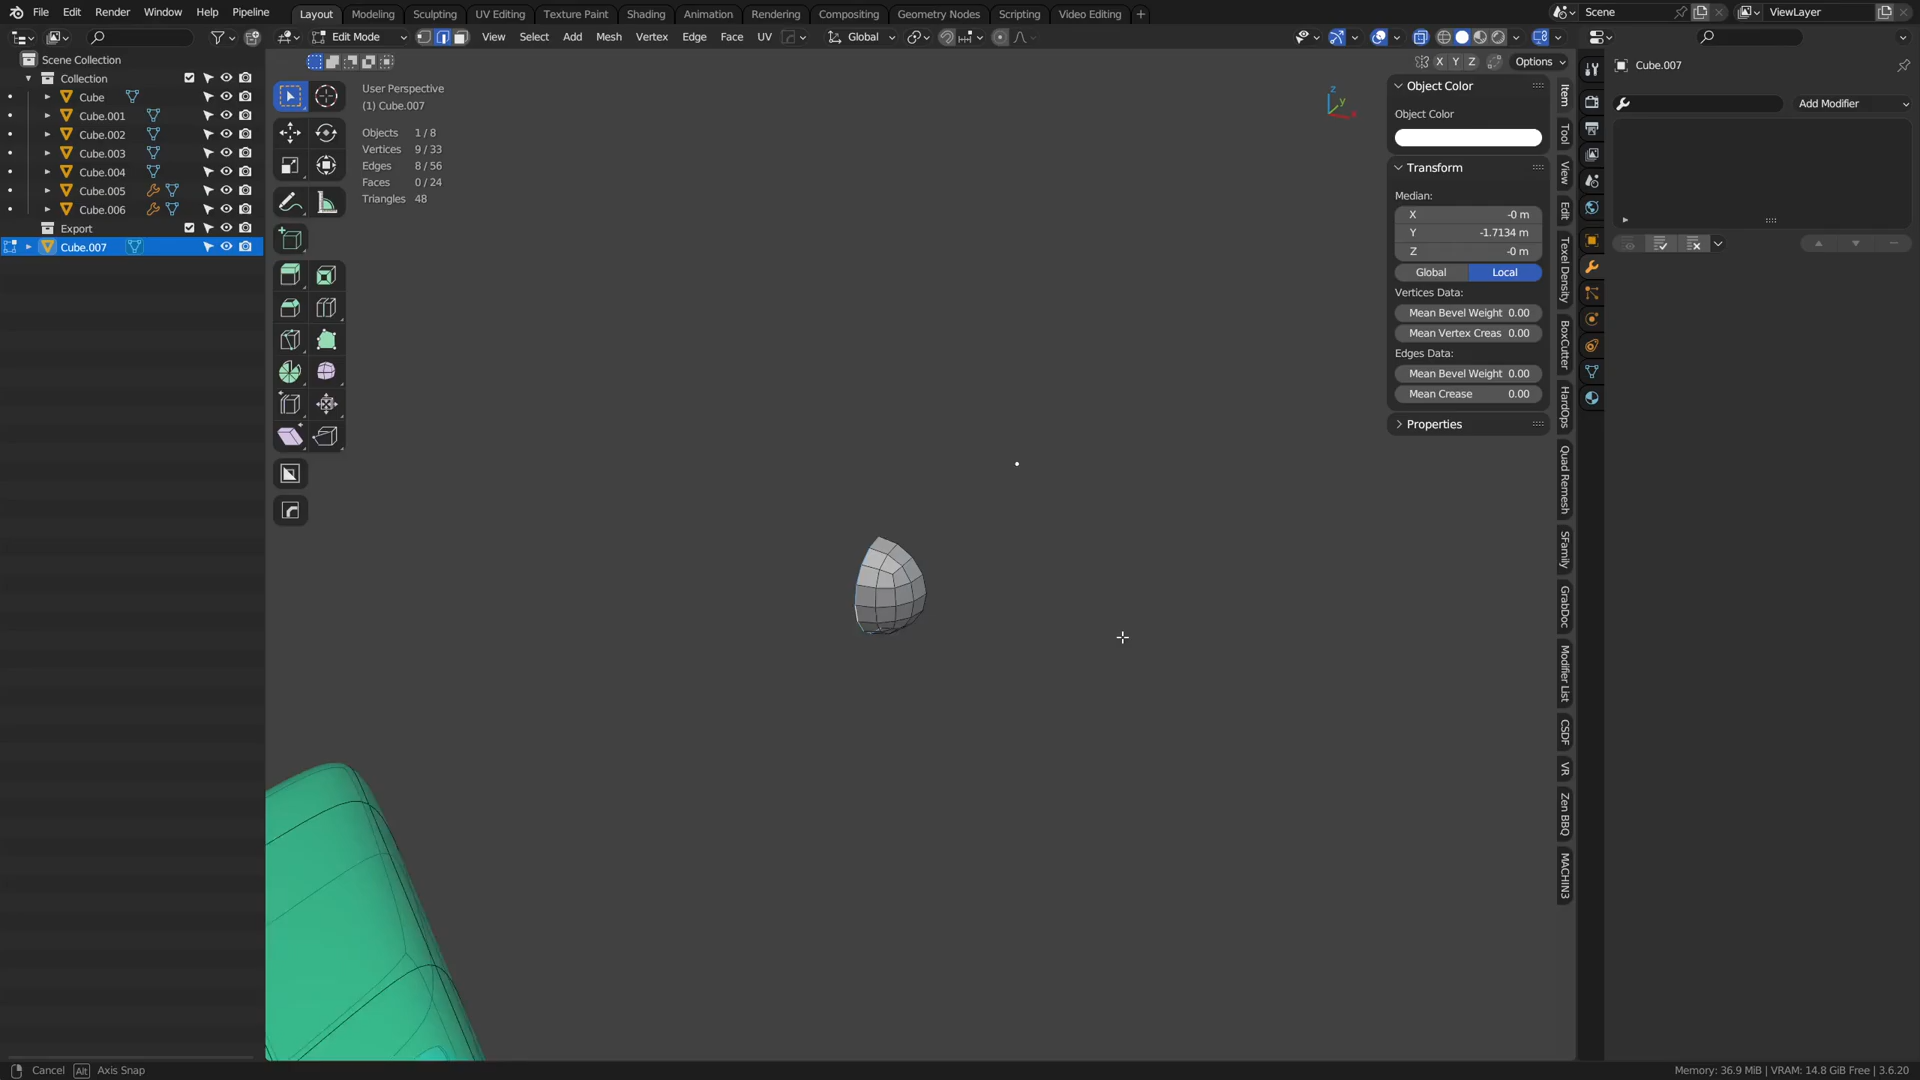 File Edit Render Window Help Pipeline
Layout Modeling Sculpting UV Editing Texture Paint Shading Animation Rendering Compositing Geometry Nodes Scripting Video Editing +
Scene ViewLayer
Edit Mode View Select Add Mesh Vertex Edge Face UV Global
X Y Z Options
Scene Collection
Collection
Cube
Cube.001
Cube.002
Cube.003
Cube.004
Cube.005
Cube.006
Export
Cube.007
User Perspective
(1) Cube.007
Objects 1 / 8
Vertices 9 / 33
Edges 8 / 56
Faces 0 / 24
Triangles 48
Object Color
Object Color
Transform
Median:
X -0 m
Y -1.7134 m
Z -0 m
Global Local
Vertices Data:
Mean Bevel Weight 0.00
Mean Vertex Creas 0.00
Edges Data:
Mean Bevel Weight 0.00
Mean Crease 0.00
Properties
Item
Tool
View
Edit
Texel Density
BoxCutter
HardOps
Quad Remesh
SFamily
GrabDoc
Modifier List
CSDF
VR
Zen BBQ
MACHIN3
Cube.007
Add Modifier
Cancel Alt Axis Snap
Memory: 36.9 MiB | VRAM: 14.8 GiB Free | 3.6.20